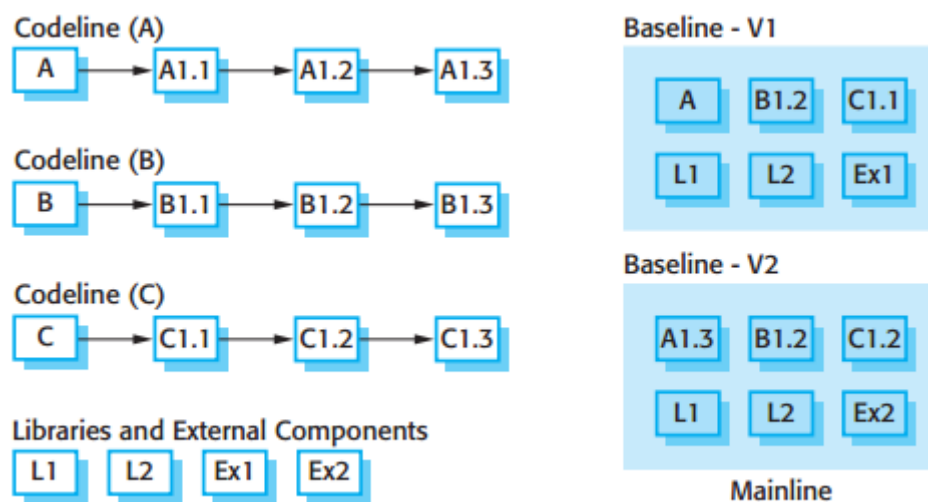 Codeline (A)
A A1.1 A1.2 A1.3
Codeline (B)
B B1.1 B1.2 B1.3
Codeline (C)
C C1.1 C1.2 C1.3
Libraries and External Components
L1 L2 Ex1 Ex2
Baseline - V1
A B1.2 C1.1
L1 L2 Ex1
Baseline - V2
A1.3 B1.2 C1.2
L1 L2 Ex2
Mainline